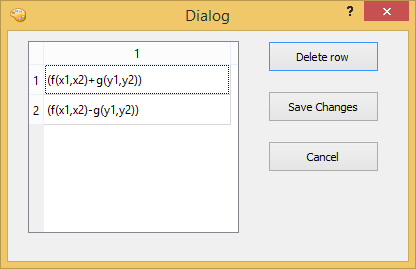 Dialog
?
1
1 (f(x1,x2)+g(y1,y2))
2 (f(x1,x2)-g(y1,y2))
Delete row
Save Changes
Cancel